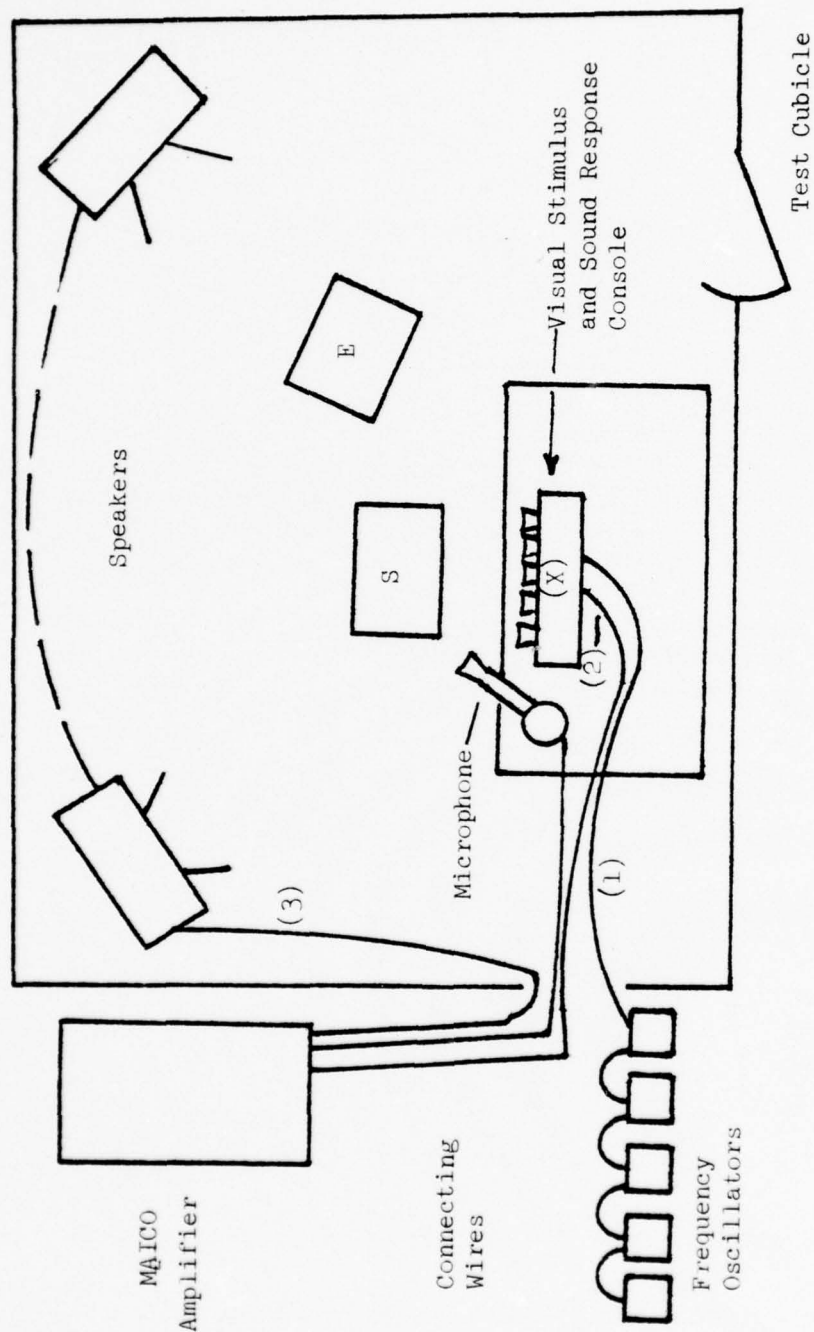 MAICO
Amplifier
Connecting
Wires
Frequency
Oscillators
Speakers
(3)
Microphone
(1)
S
E
(2)
(X)
Visual Stimulus
and Sound Response
Console
Test Cubicle